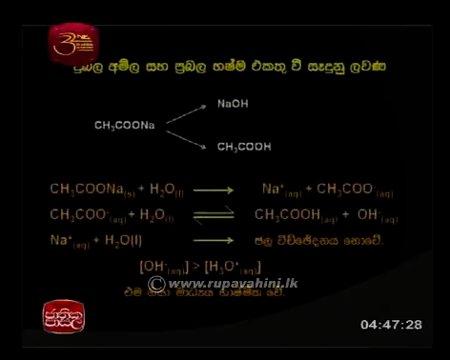 දුබල අම්ල සහ ප්‍රබල භෂ්ම එකතු වී සෑදුනු ලවණ
NaOH
CH₃COONa
CH₃COOH
CH₃COONa(s) + H₂O(l) → Na⁺(aq) + CH₃COO⁻(aq)
CH₃COO⁻(aq) + H₂O(l) ⇌ CH₃COOH(aq) + OH⁻(aq)
Na⁺(aq) + H₂O(l) → ජල විච්ඡේදනය නොවේ.
[OH⁻(aq)] > [H₃O⁺(aq)]
©www.rupavahini.lk
එම නිසා මාධ්‍යය භාෂ්මික වේ.
ජාතික
පාසල
04:47:28